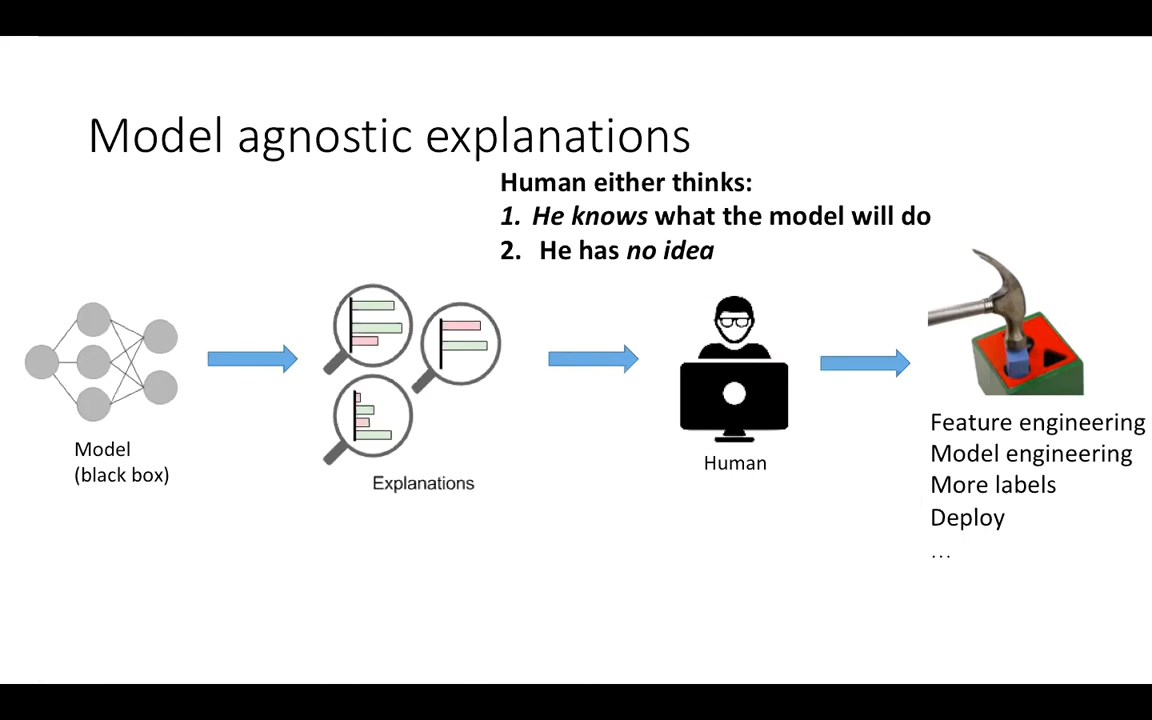 Model agnostic explanations
Human either thinks:
1. He knows what the model will do
2. He has no idea
Model
(black box)
Explanations
Human
Feature engineering
Model engineering
More labels
Deploy
...